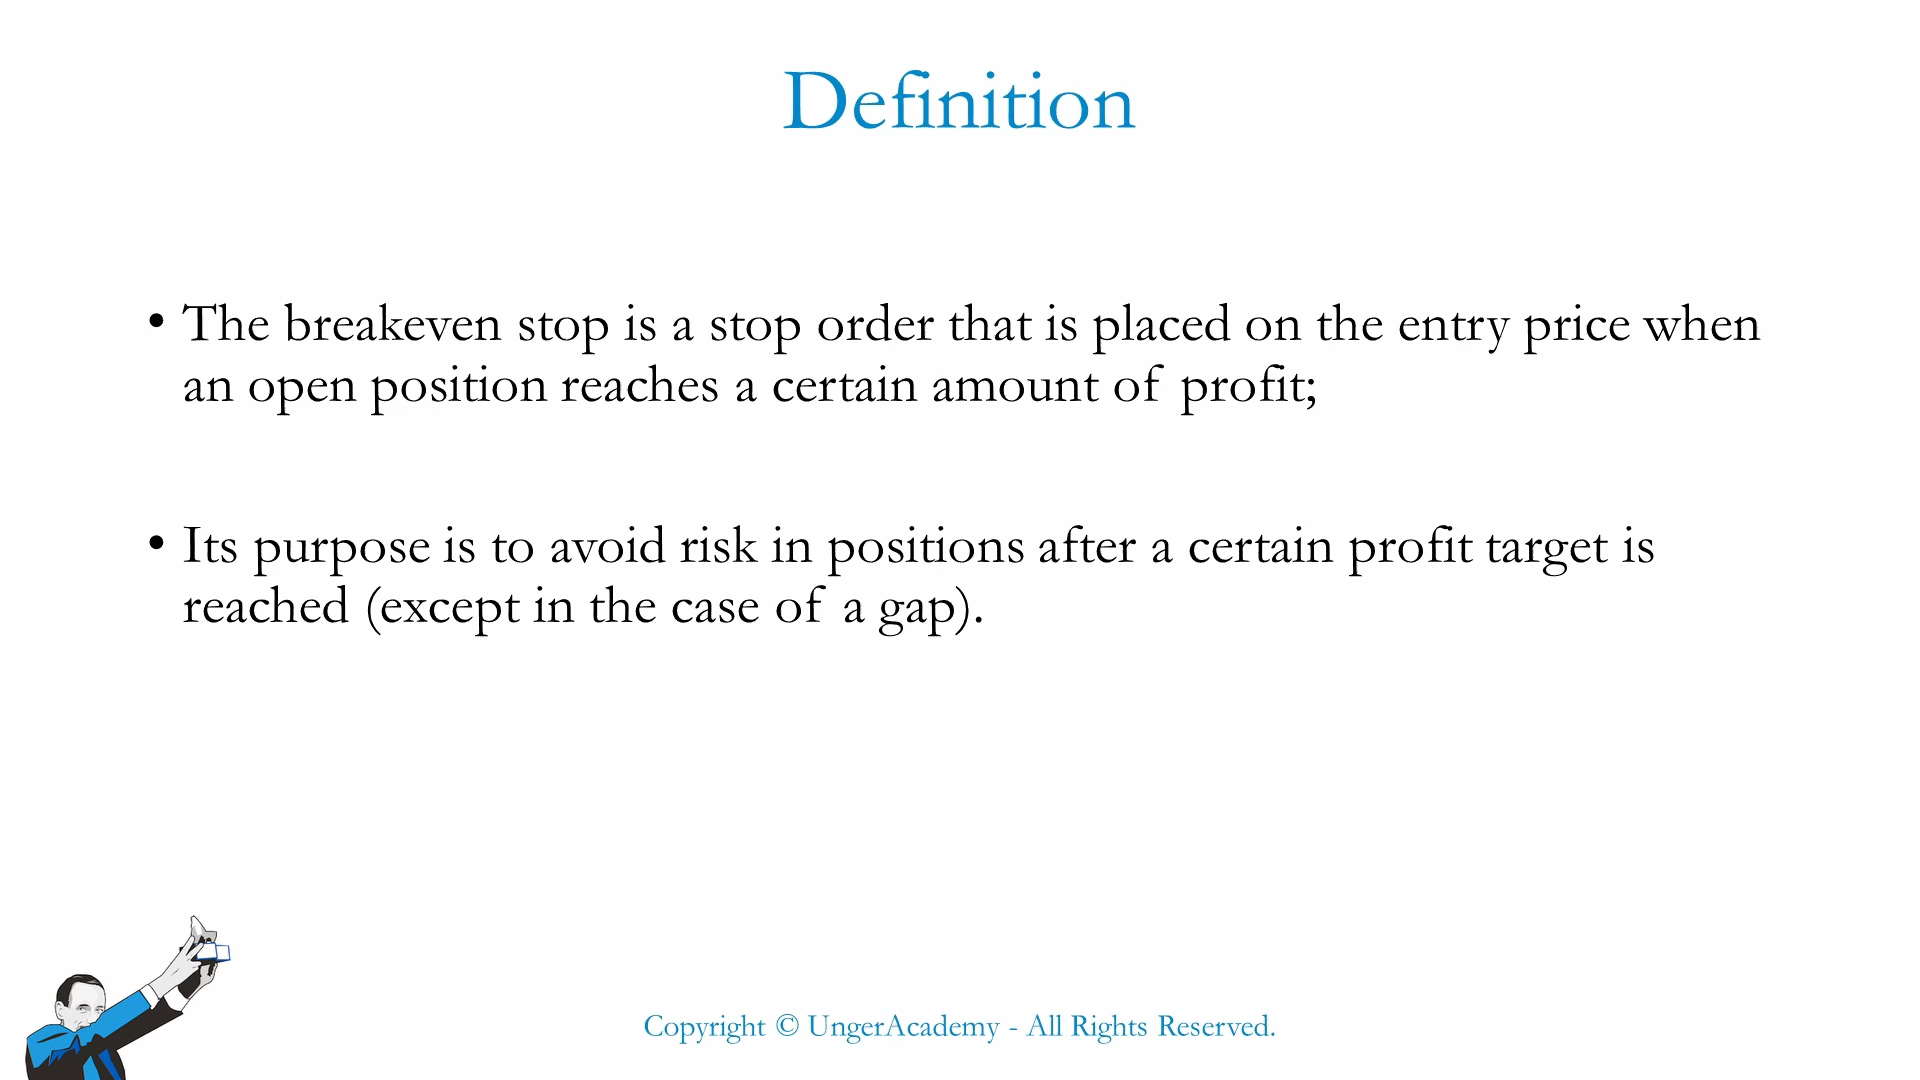 Definition
• The breakeven stop is a stop order that is placed on the entry price when
an open position reaches a certain amount of profit;
• Its purpose is to avoid risk in positions after a certain profit target is
reached (except in the case of a gap).
Copyright © UngerAcademy - All Rights Reserved.